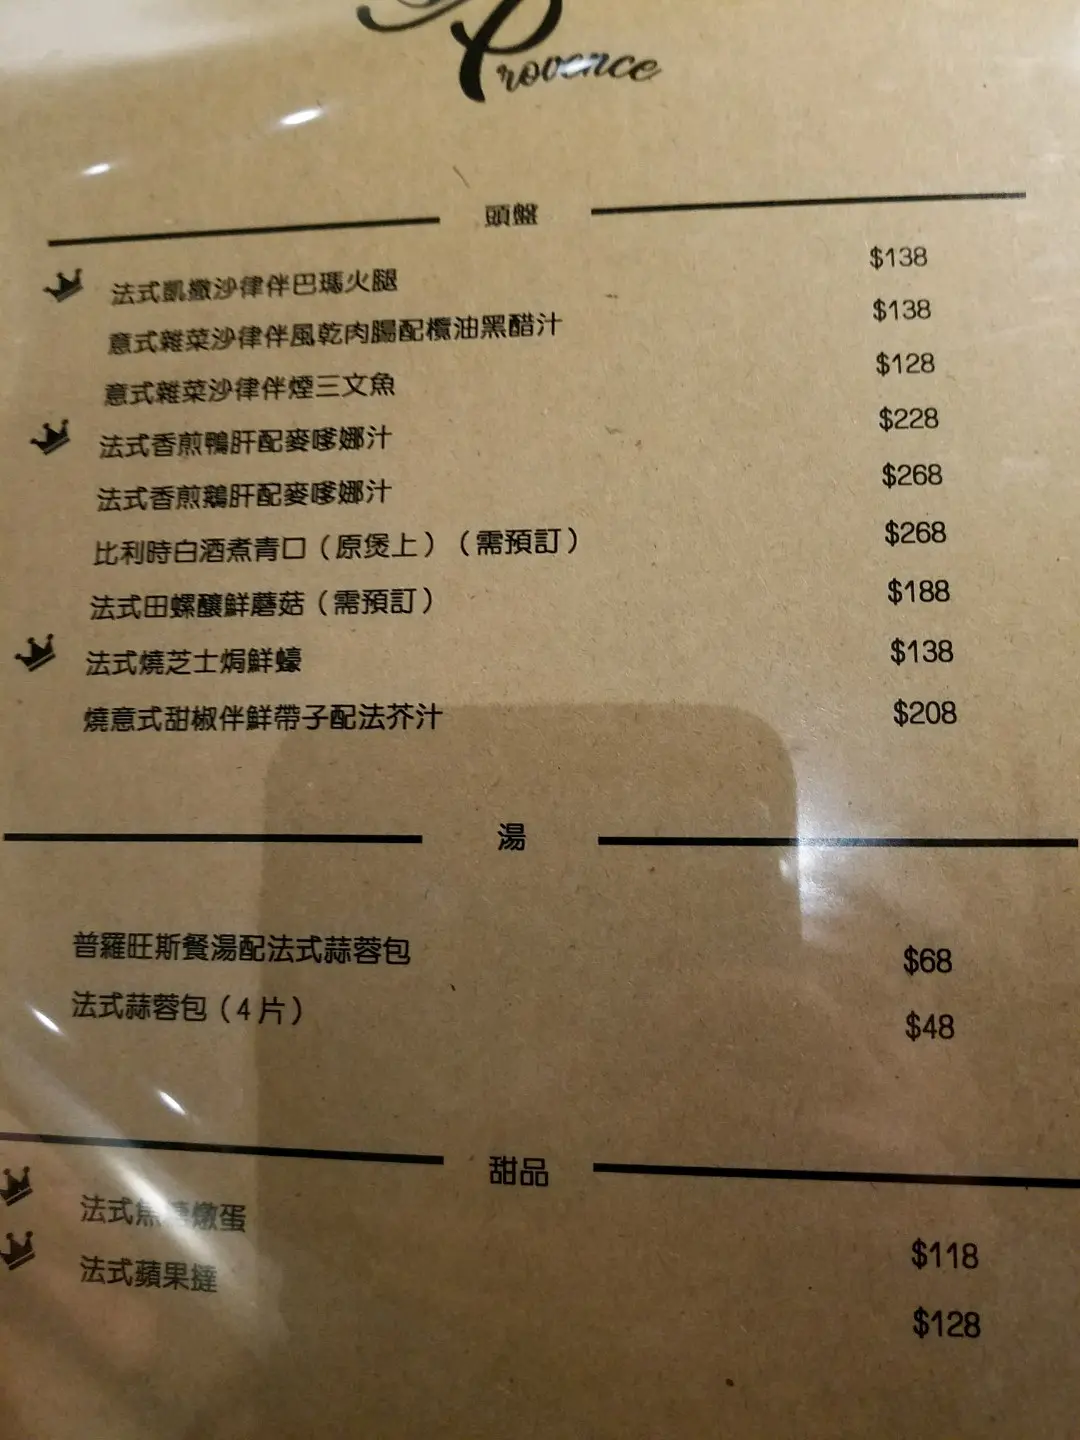 Provence
頭盤
法式凱撒沙律伴巴瑪火腿 $138
意式雜菜沙律伴風乾肉腸配欖油黑醋汁 $138
意式雜菜沙律伴煙三文魚 $128
法式香煎鴨肝配麥嗲娜汁 $228
法式香煎鵝肝配麥嗲娜汁 $268
比利時白酒煮青口（原煲上）（需預訂） $268
法式田螺釀鮮蘑菇（需預訂） $188
法式燒芝士焗鮮蠔 $138
燒意式甜椒伴鮮帶子配法芥汁 $208
湯
普羅旺斯餐湯配法式蒜蓉包 $68
法式蒜蓉包（4片） $48
甜品
法式焦糖燉蛋 $118
法式蘋果撻 $128